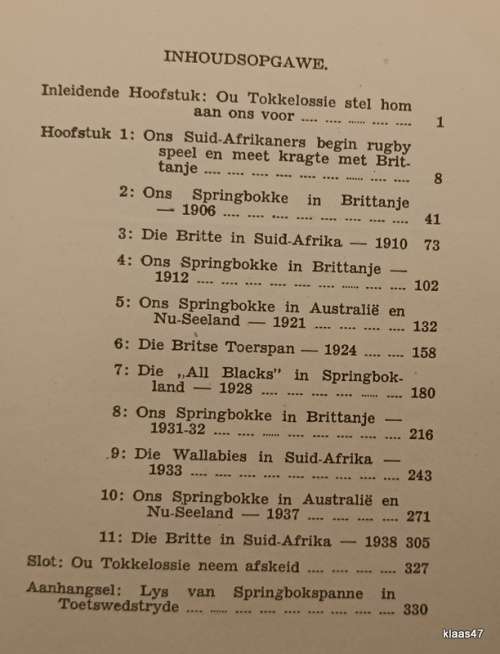 INHOUDSOPGAWE.
Inleidende Hoofstuk: Ou Tokkelossie stel hom
aan ons voor .... .... ...... .... .... 1
Hoofstuk 1: Ons Suid-Afrikaners begin rugby
speel en meet kragte met Brit-
tanje .... .... .... .... .... ...... .... .... 8
2: Ons Springbokke in Brittanje
— 1906 .... .... .... .... .... .... .... .... 41
3: Die Britte in Suid-Afrika — 1910 73
4: Ons Springbokke in Brittanje —
1912 .... .... .... .... .... ...... .... .... 102
5: Ons Springbokke in Australië en
Nu-Seeland — 1921 .... .... .... .... 132
6: Die Britse Toerspan — 1924 .... .... 158
7: Die „All Blacks” in Springbok-
land — 1928 .... .... .... .... ...... .... 180
8: Ons Springbokke in Brittanje —
1931-32 .... .... ...... .... .... .... .... 216
9: Die Wallabies in Suid-Afrika —
1933 .... .... .... .... .... .... .... .... 243
10: Ons Springbokke in Australië en
Nu-Seeland — 1937 .... .... .... .... 271
11: Die Britte in Suid-Afrika — 1938 305
Slot: Ou Tokkelossie neem afskeid .... .... .... .... 327
Aanhangsel: Lys van Springbokspanne in
Toetswedstryde .... .... ...... .... .... .... .... 330
klaas47